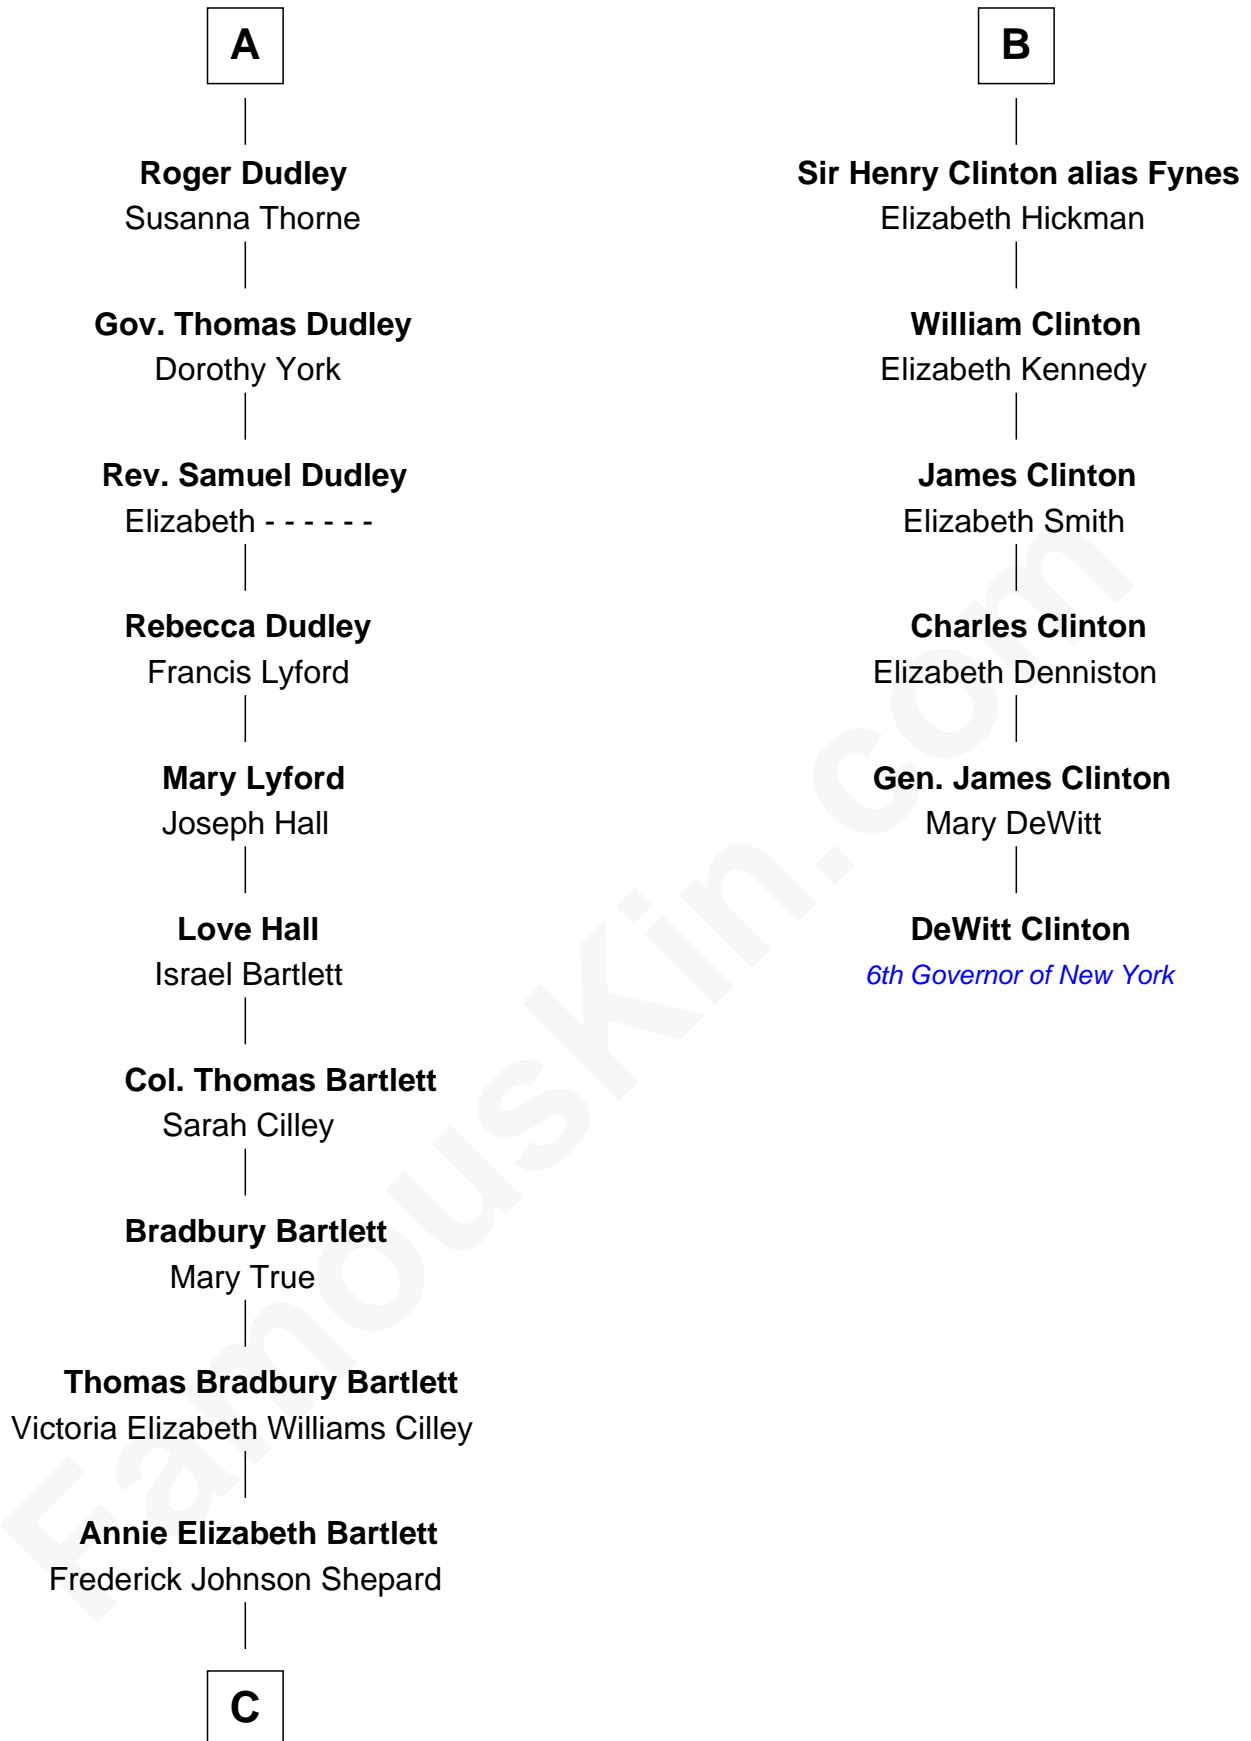 A
Roger Dudley
Susanna Thorne
Gov. Thomas Dudley
Dorothy York
Rev. Samuel Dudley
Elizabeth - - - - - -
Rebecca Dudley
Francis Lyford
Mary Lyford
Joseph Hall
Love Hall
Israel Bartlett
Col. Thomas Bartlett
Sarah Cilley
Bradbury Bartlett
Mary True
Thomas Bradbury Bartlett
Victoria Elizabeth Williams Cilley
Annie Elizabeth Bartlett
Frederick Johnson Shepard
C
B
Sir Henry Clinton alias Fynes
Elizabeth Hickman
William Clinton
Elizabeth Kennedy
James Clinton
Elizabeth Smith
Charles Clinton
Elizabeth Denniston
Gen. James Clinton
Mary DeWitt
DeWitt Clinton
6th Governor of New York
FamousKin.com